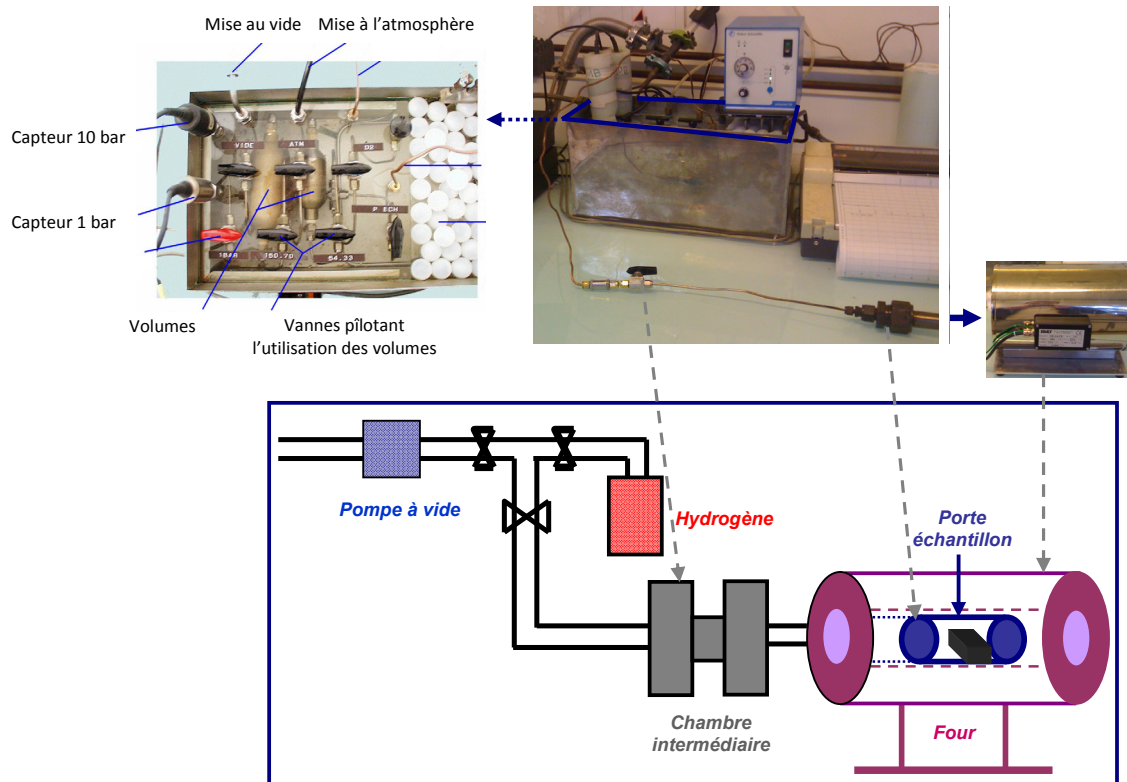 Mise au vide
Mise à l'atmosphère
Capteur 10 bar
Capteur 1 bar
VIDE
ATM
D2
P ECH
150.70
54.33
Volumes
Vannes pîlotant
l'utilisation des volumes
Pompe à vide
Hydrogène
Porte
échantillon
Chambre
intermédiaire
Four